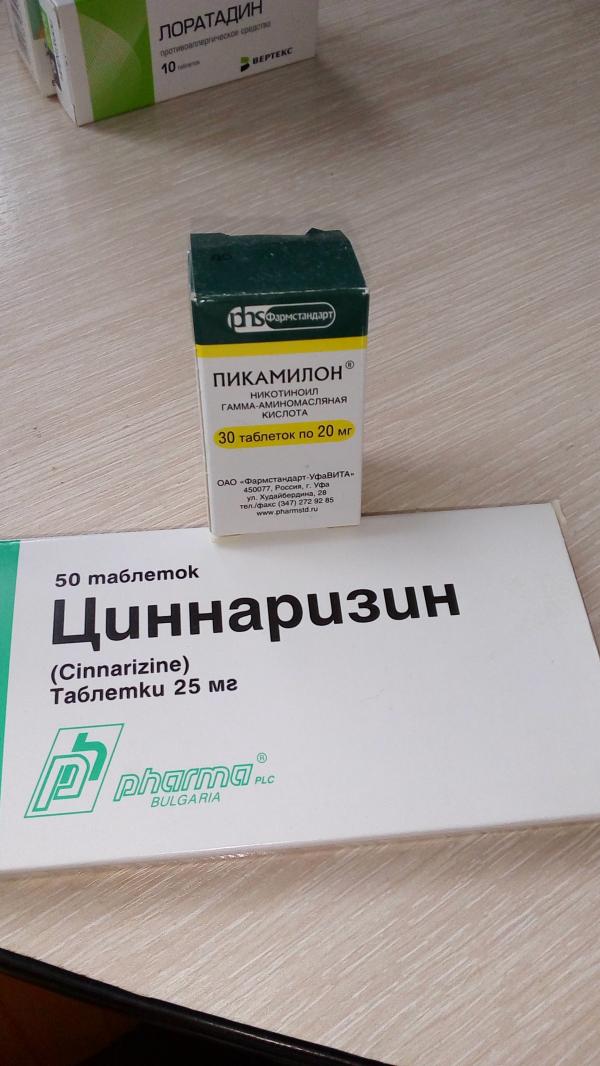 ЛОРАТАДИН
противоаллергическое средство
10 таблеток
ВЕРТЕКС
phs Фармстандарт
ПИКАМИЛОН®
НИКОТИНОИЛ
ГАММА-АМИНОМАСЛЯНАЯ
КИСЛОТА
30 таблеток по 20 мг
ОАО «Фармстандарт-УфаВИТА»
450077, Россия, г. Уфа
ул. Худайбердина, 28
тел./факс (347) 272 92 85
www.pharmstd.ru
50 таблеток
Циннаризин
(Cinnarizine)
Таблетки 25 мг
pharma® PLC
BULGARIA